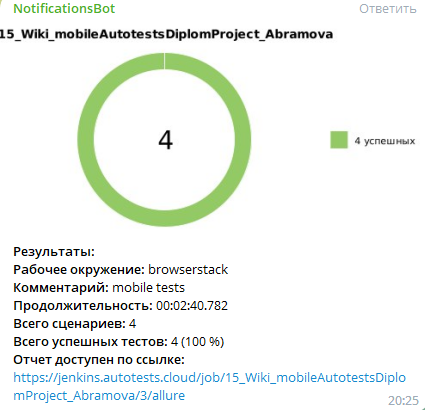 NotificationsBot
Ответить
15_Wiki_mobileAutotestsDiplomProject_Abramova
4
4 успешных
Результаты:
Рабочее окружение: browserstack
Комментарий: mobile tests
Продолжительность: 00:02:40.782
Всего сценариев: 4
Всего успешных тестов: 4 (100 %)
Отчет доступен по ссылке:
https://jenkins.autotests.cloud/job/15_Wiki_mobileAutotestsDiplo
mProject_Abramova/3/allure
20:25